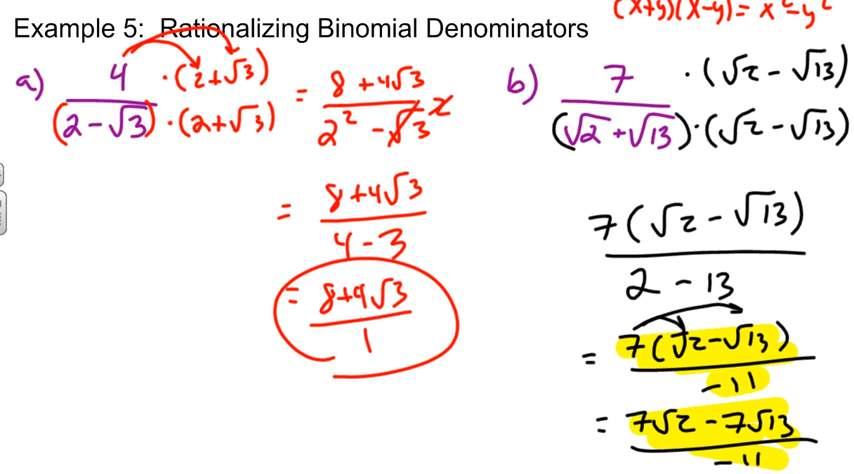 (x+y)(x-y) = x² - y²
Example 5: Rationalizing Binomial Denominators
a) 4/(2 - √3) · (2 + √3)/(2 + √3) = (8 + 4√3)/(2² - √3²)
= (8 + 4√3)/(4 - 3)
= (8 + 4√3)/1
b) 7/(√2 + √13) · (√2 - √13)/(√2 - √13)
7(√2 - √13)/(2 - 13)
= 7(√2 - √13)/(-11)
= (7√2 - 7√13)/(-11)